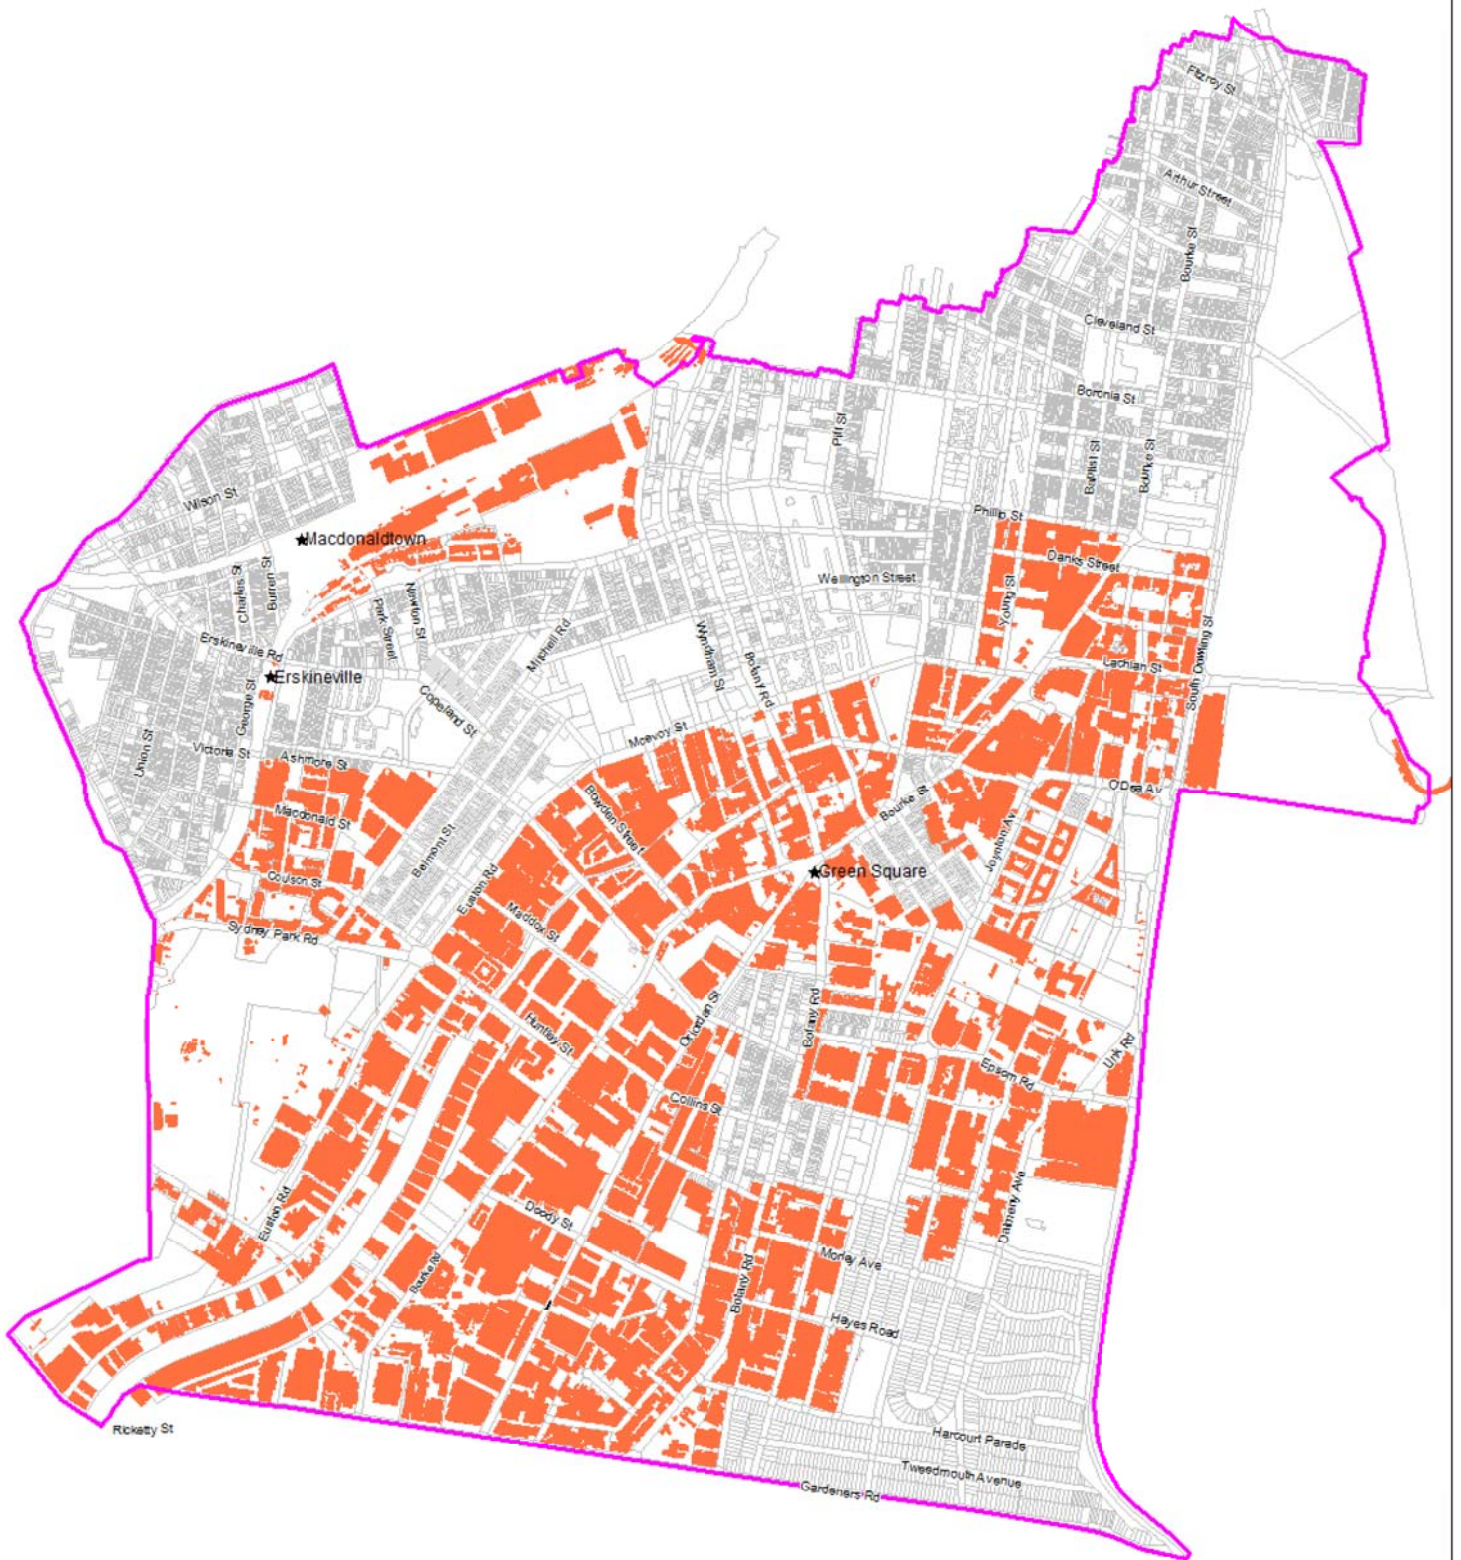 Fitzroy St
Arthur Street
Bourke St
Cleveland St
Boronia St
Pitt St
Baptist St
Bourke St
Wilson St
Phillip St
Macdonaldtown
Danks Street
Charles St
Burren St
Wellington Street
Young St
Park Street
Newton St
Erskineville Rd
Mitchell Rd
Wyndham St
Botany Rd
Lachlan St
South Dowling St
Erskineville
George St
Copeland St
Union St
Victoria St
Ashmore St
Mcevoy St
O'Dea Av
Bowden Street
Bourke St
Macdonald St
Belmont St
Joynton Av
Green Square
Coulson St
Euston Rd
Maddox St
Sydney Park Rd
Huntley St
Oriordan St
Botany Rd
Link Rd
Epsom Rd
Collins St
Euston Rd
Doody St
Dalmeny Ave
Morley Ave
Bourke Rd
Botany Rd
Hayes Road
Ricketty St
Harcourt Parade
Tweedmouth Avenue
Gardeners Rd